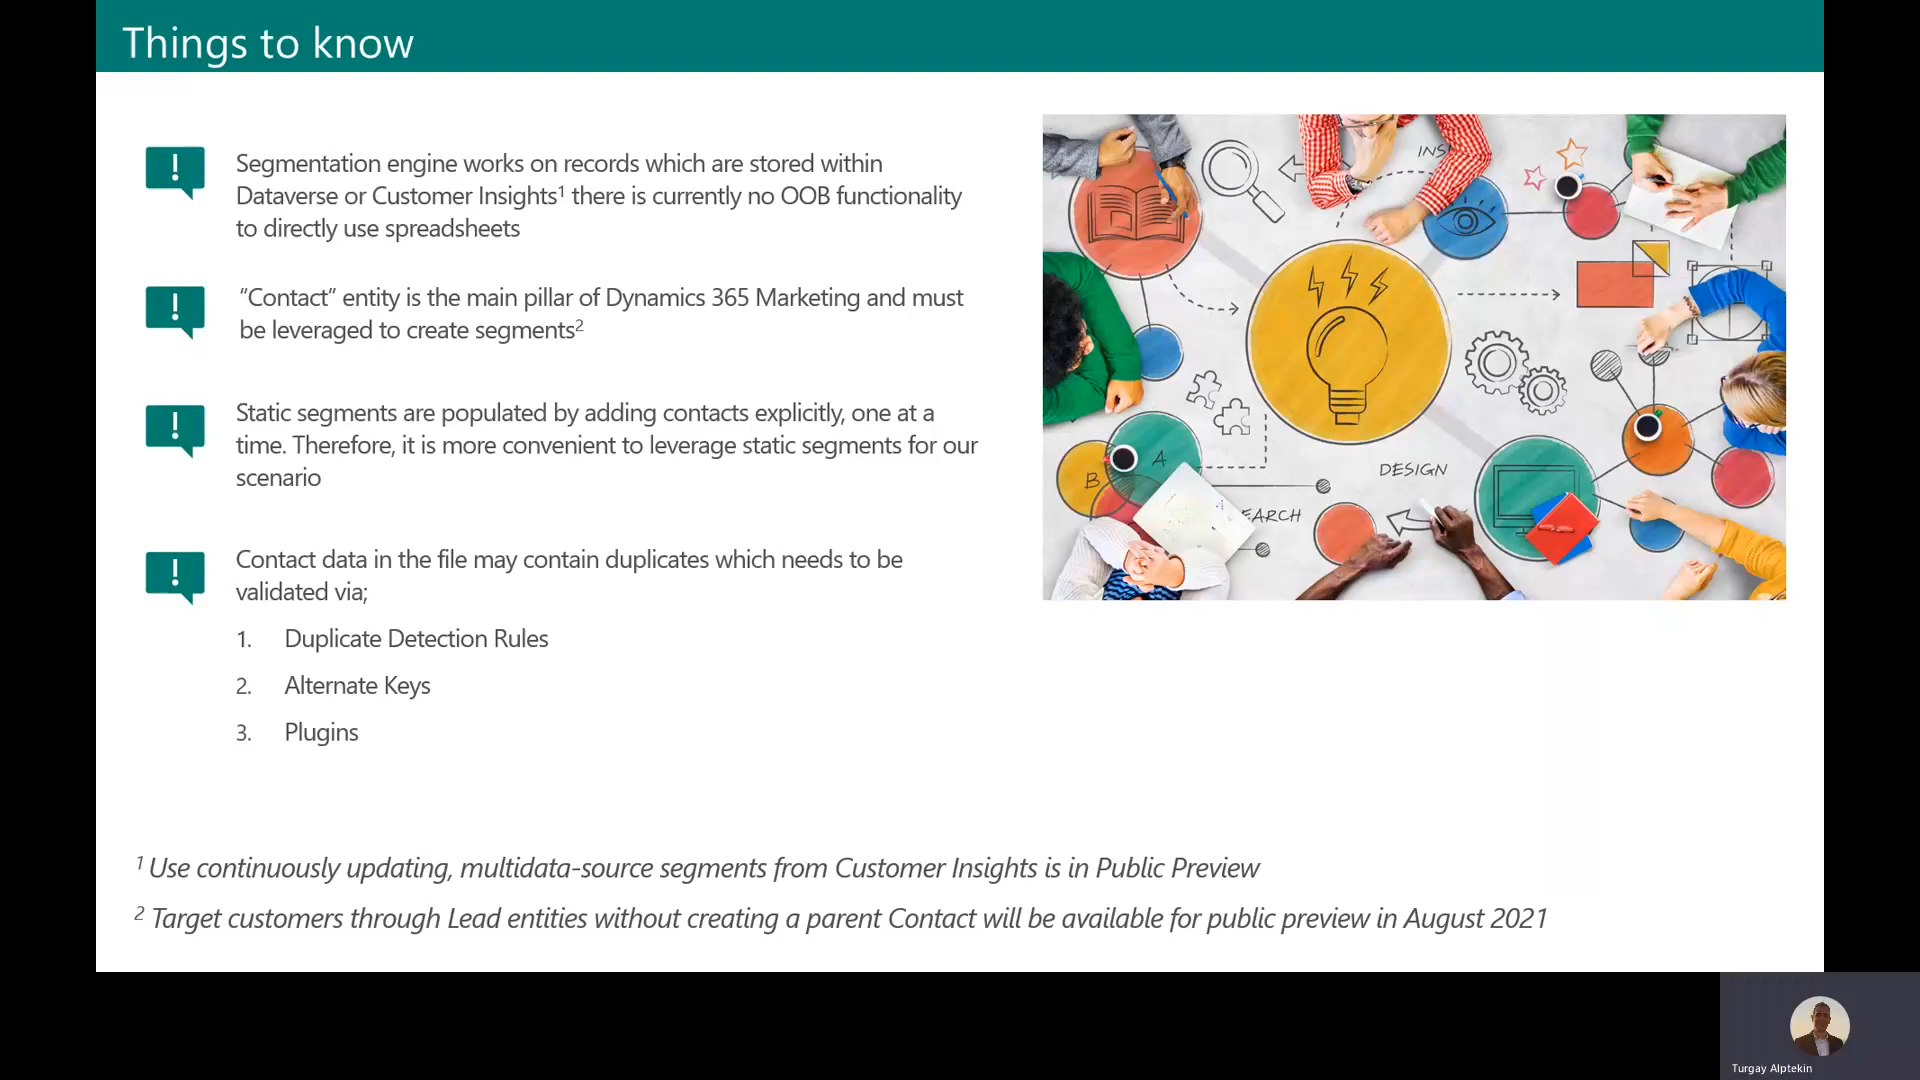 Things to know
Segmentation engine works on records which are stored within
Dataverse or Customer Insights¹ there is currently no OOB functionality
to directly use spreadsheets
“Contact” entity is the main pillar of Dynamics 365 Marketing and must
be leveraged to create segments²
Static segments are populated by adding contacts explicitly, one at a
time. Therefore, it is more convenient to leverage static segments for our
scenario
Contact data in the file may contain duplicates which needs to be
validated via;
1. Duplicate Detection Rules
2. Alternate Keys
3. Plugins
INS
A
B
DESIGN
EARCH
¹ Use continuously updating, multidata-source segments from Customer Insights is in Public Preview
² Target customers through Lead entities without creating a parent Contact will be available for public preview in August 2021
Turgay Alptekin